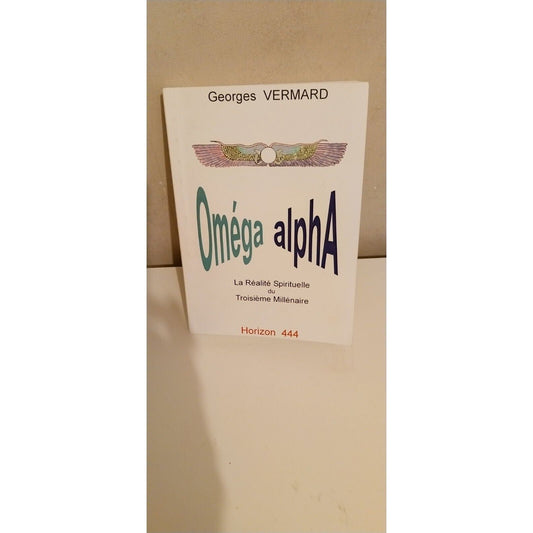 Georges VERMARD
Oméga alphA
La Réalité Spirituelle
du
Troisième Millénaire
Horizon 444